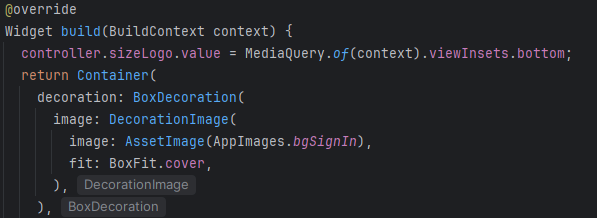 @override
Widget build(BuildContext context) {
controller.sizeLogo.value = MediaQuery.of(context).viewInsets.bottom;
return Container(
decoration: BoxDecoration(
image: DecorationImage(
image: AssetImage(AppImages.bgSignIn),
fit: BoxFit.cover,
), DecorationImage
), BoxDecoration